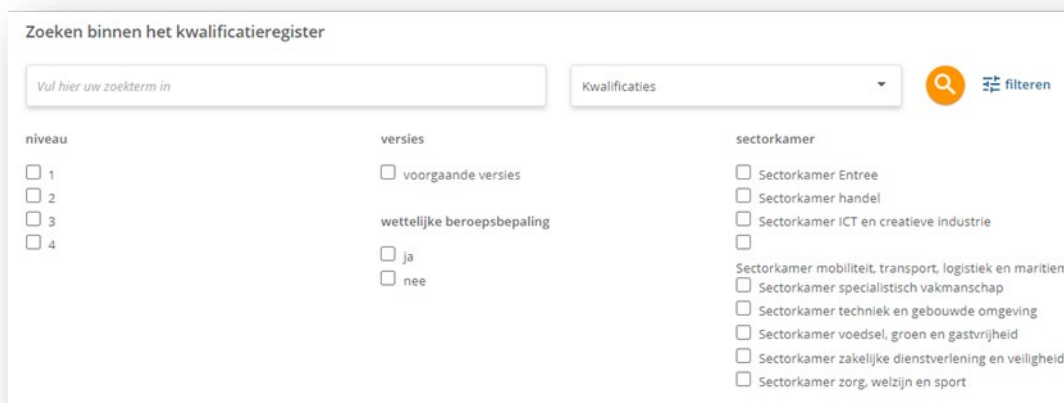 Zoeken binnen het kwalificatieregister
Vul hier uw zoekterm in
Kwalificaties
filteren
niveau
1
2
3
4
versies
voorgaande versies
wettelijke beroepsbepaling
ja
nee
sectorkamer
Sectorkamer Entree
Sectorkamer handel
Sectorkamer ICT en creatieve industrie
Sectorkamer mobiliteit, transport, logistiek en maritiem
Sectorkamer specialistisch vakmanschap
Sectorkamer techniek en gebouwde omgeving
Sectorkamer voedsel, groen en gastvrijheid
Sectorkamer zakelijke dienstverlening en veiligheid
Sectorkamer zorg, welzijn en sport